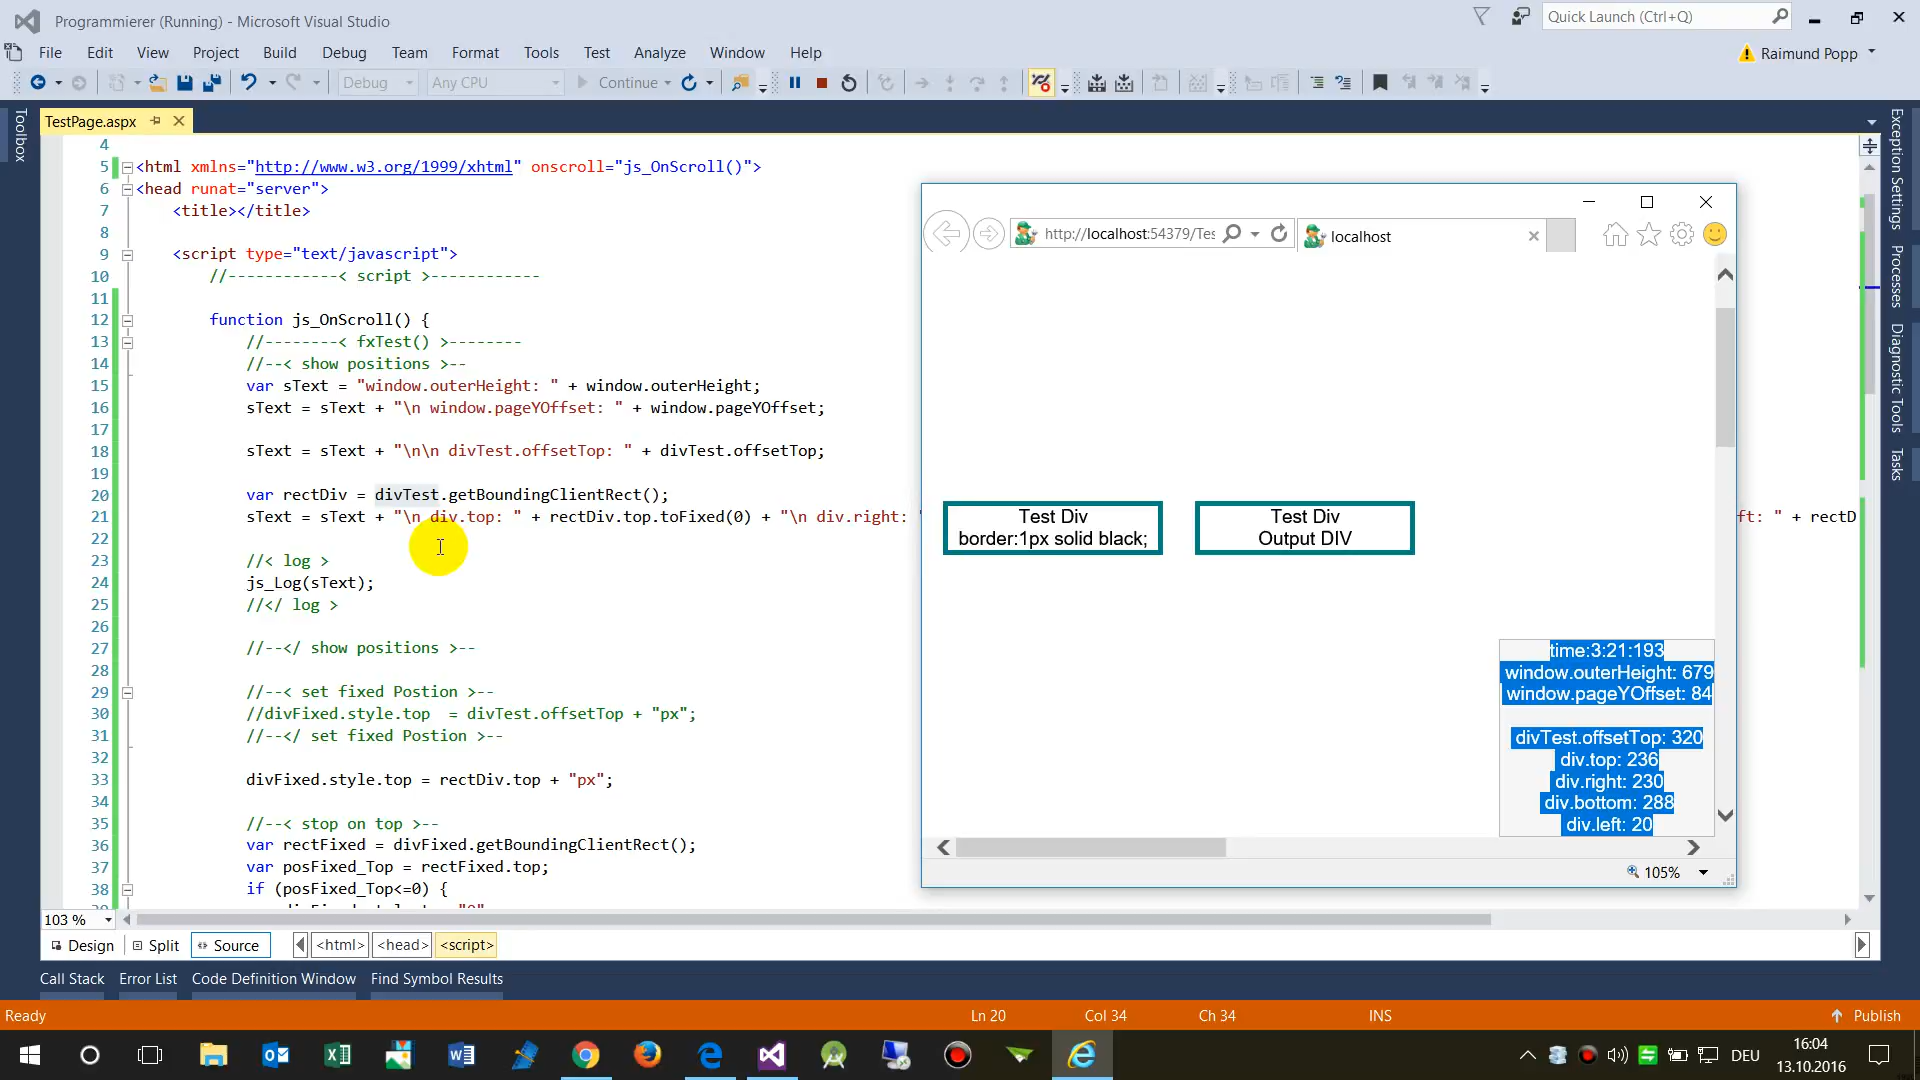 Programmierer (Running) - Microsoft Visual Studio
Quick Launch (Ctrl+Q)
File Edit View Project Build Debug Team Format Tools Test Analyze Window Help
Raimund Popp
Debug Any CPU Continue
Toolbox
TestPage.aspx
4
5 <html xmlns="http://www.w3.org/1999/xhtml" onscroll="js_OnScroll()">
6 <head runat="server">
7 <title></title>
8
9 <script type="text/javascript">
10 //------------< script >------------
11
12 function js_OnScroll() {
13 //--------< fxTest() >--------
14 //--< show positions >--
15 var sText = "window.outerHeight: " + window.outerHeight;
16 sText = sText + "\n window.pageYOffset: " + window.pageYOffset;
17
18 sText = sText + "\n\n divTest.offsetTop: " + divTest.offsetTop;
19
20 var rectDiv = divTest.getBoundingClientRect();
21 sText = sText + "\n div.top: " + rectDiv.top.toFixed(0) + "\n div.right: " ft: " + rectD
22
23 //< log >
24 js_Log(sText);
25 //</ log >
26
27 //--</ show positions >--
28
29 //--< set fixed Postion >--
30 //divFixed.style.top = divTest.offsetTop + "px";
31 //--</ set fixed Postion >--
32
33 divFixed.style.top = rectDiv.top + "px";
34
35 //--< stop on top >--
36 var rectFixed = divFixed.getBoundingClientRect();
37 var posFixed_Top = rectFixed.top;
38 if (posFixed_Top<=0) {
http://localhost:54379/Tes
localhost
Test Div
border:1px solid black;
Test Div
Output DIV
time:3:21:193
window.outerHeight: 679
window.pageYOffset: 84
divTest.offsetTop: 320
div.top: 236
div.right: 230
div.bottom: 288
div.left: 20
105%
Exception Settings
Processes
Diagnostic Tools
Tasks
103 %
Design Split Source <html> <head> <script>
Call Stack Error List Code Definition Window Find Symbol Results
Ready Ln 20 Col 34 Ch 34 INS Publish
DEU
16:04
13.10.2016